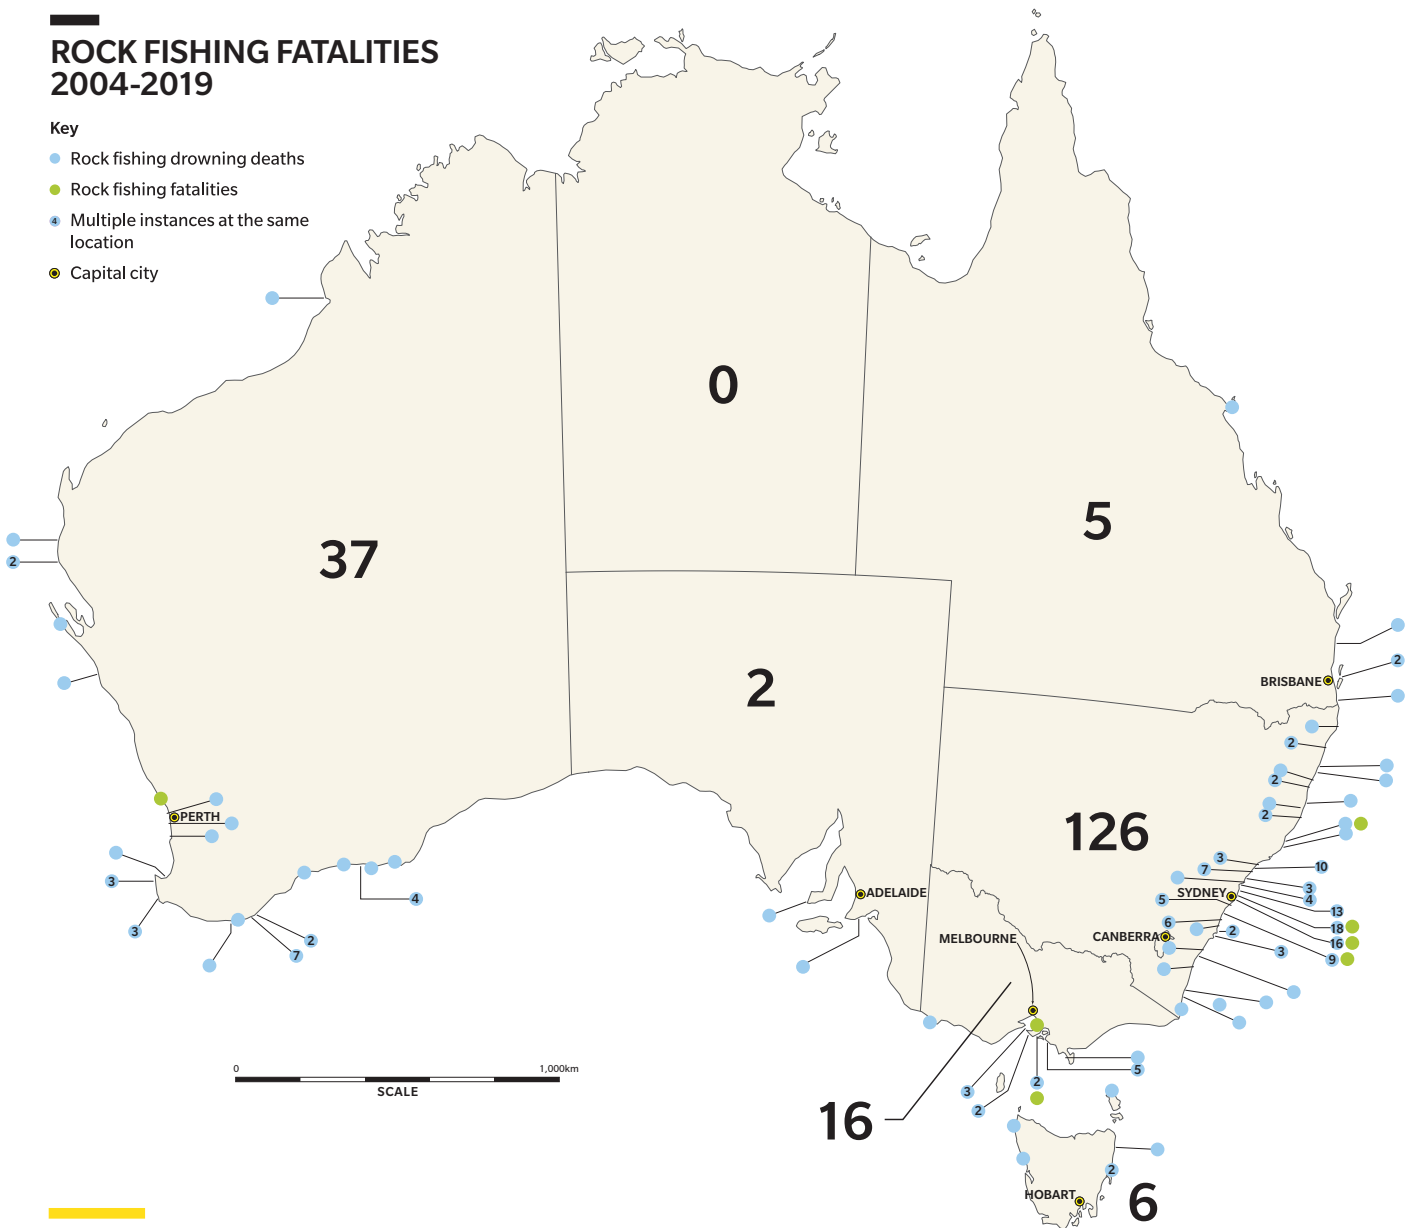 ROCK FISHING FATALITIES
2004-2019
Key
Rock fishing drowning deaths
Rock fishing fatalities
4 Multiple instances at the same
location
Capital city
0
5
37
2
2
2
BRISBANE
2
2
126
2
PERTH
3
10
7
3
3
ADELAIDE
SYDNEY
5
4
4
13
6
18
3
MELBOURNE
CANBERRA
2
16
2
3
9
7
0
1,000km
SCALE
5
2
3
2
16
2
HOBART
6